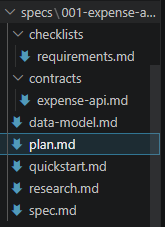 specs\001-expense-a...
checklists
requirements.md
contracts
expense-api.md
data-model.md
plan.md
quickstart.md
research.md
spec.md